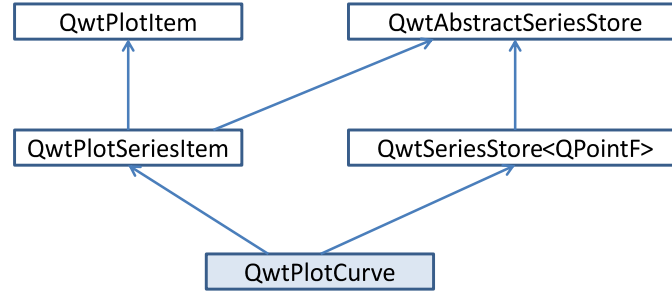 QwtPlotItem
QwtAbstractSeriesStore
QwtPlotSeriesItem
QwtSeriesStore<QPointF>
QwtPlotCurve